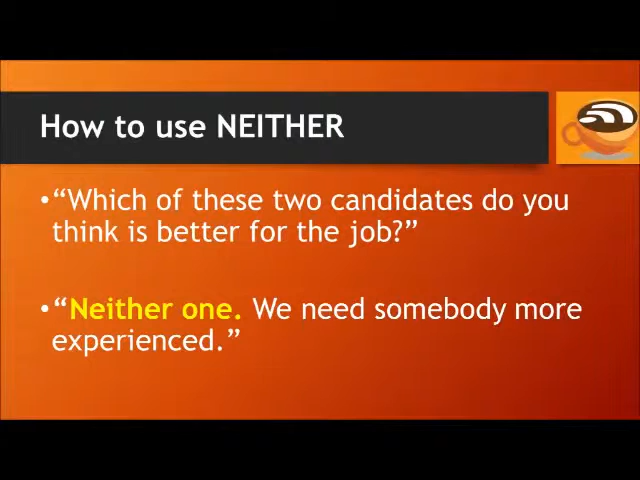 How to use NEITHER
•“Which of these two candidates do you
think is better for the job?”
•“Neither one. We need somebody more
experienced.”